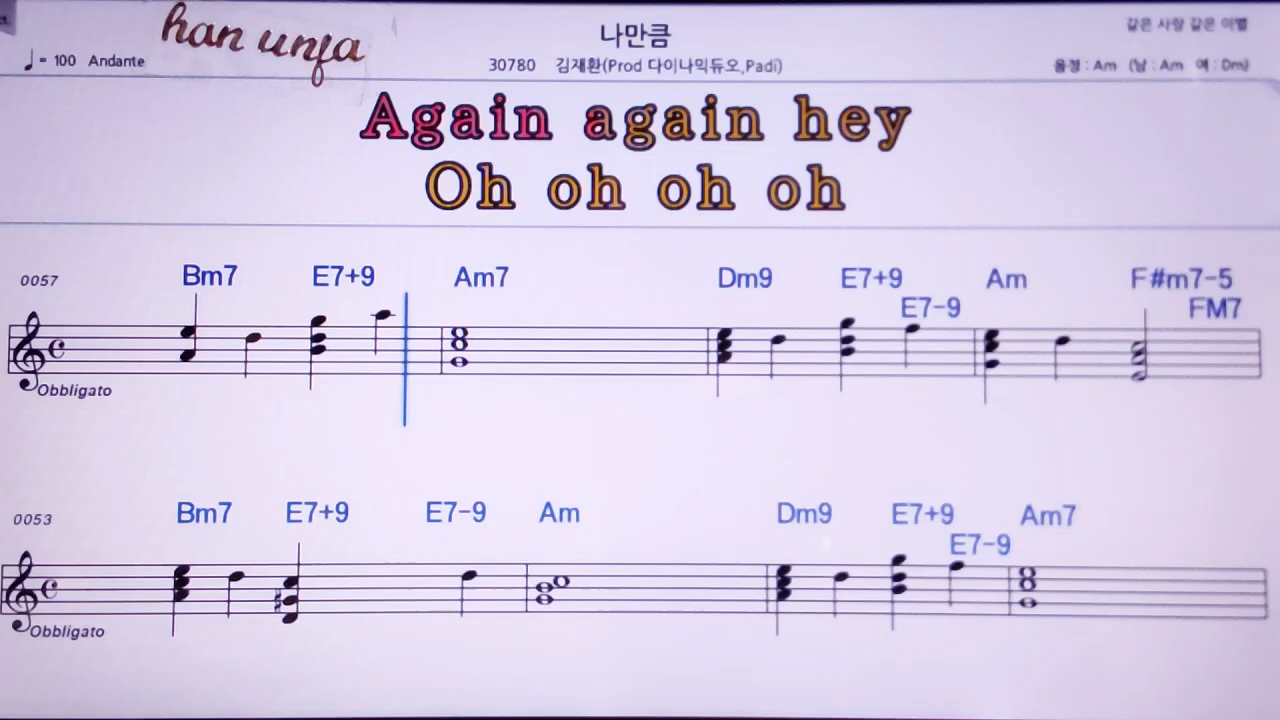 han unja
나만큼
같은 사랑 같은 이별
♩= 100 Andante
30780 김재환(Prod 다이나믹듀오,Padi)
음정 : Am (남 : Am 여 : Dm)
Again again hey
Oh oh oh oh
0057 Bm7 E7+9 Am7 Dm9 E7+9 Am F#m7-5
E7-9 FM7
Obbligato
0053 Bm7 E7+9 E7-9 Am Dm9 E7+9 Am7
E7-9
Obbligato